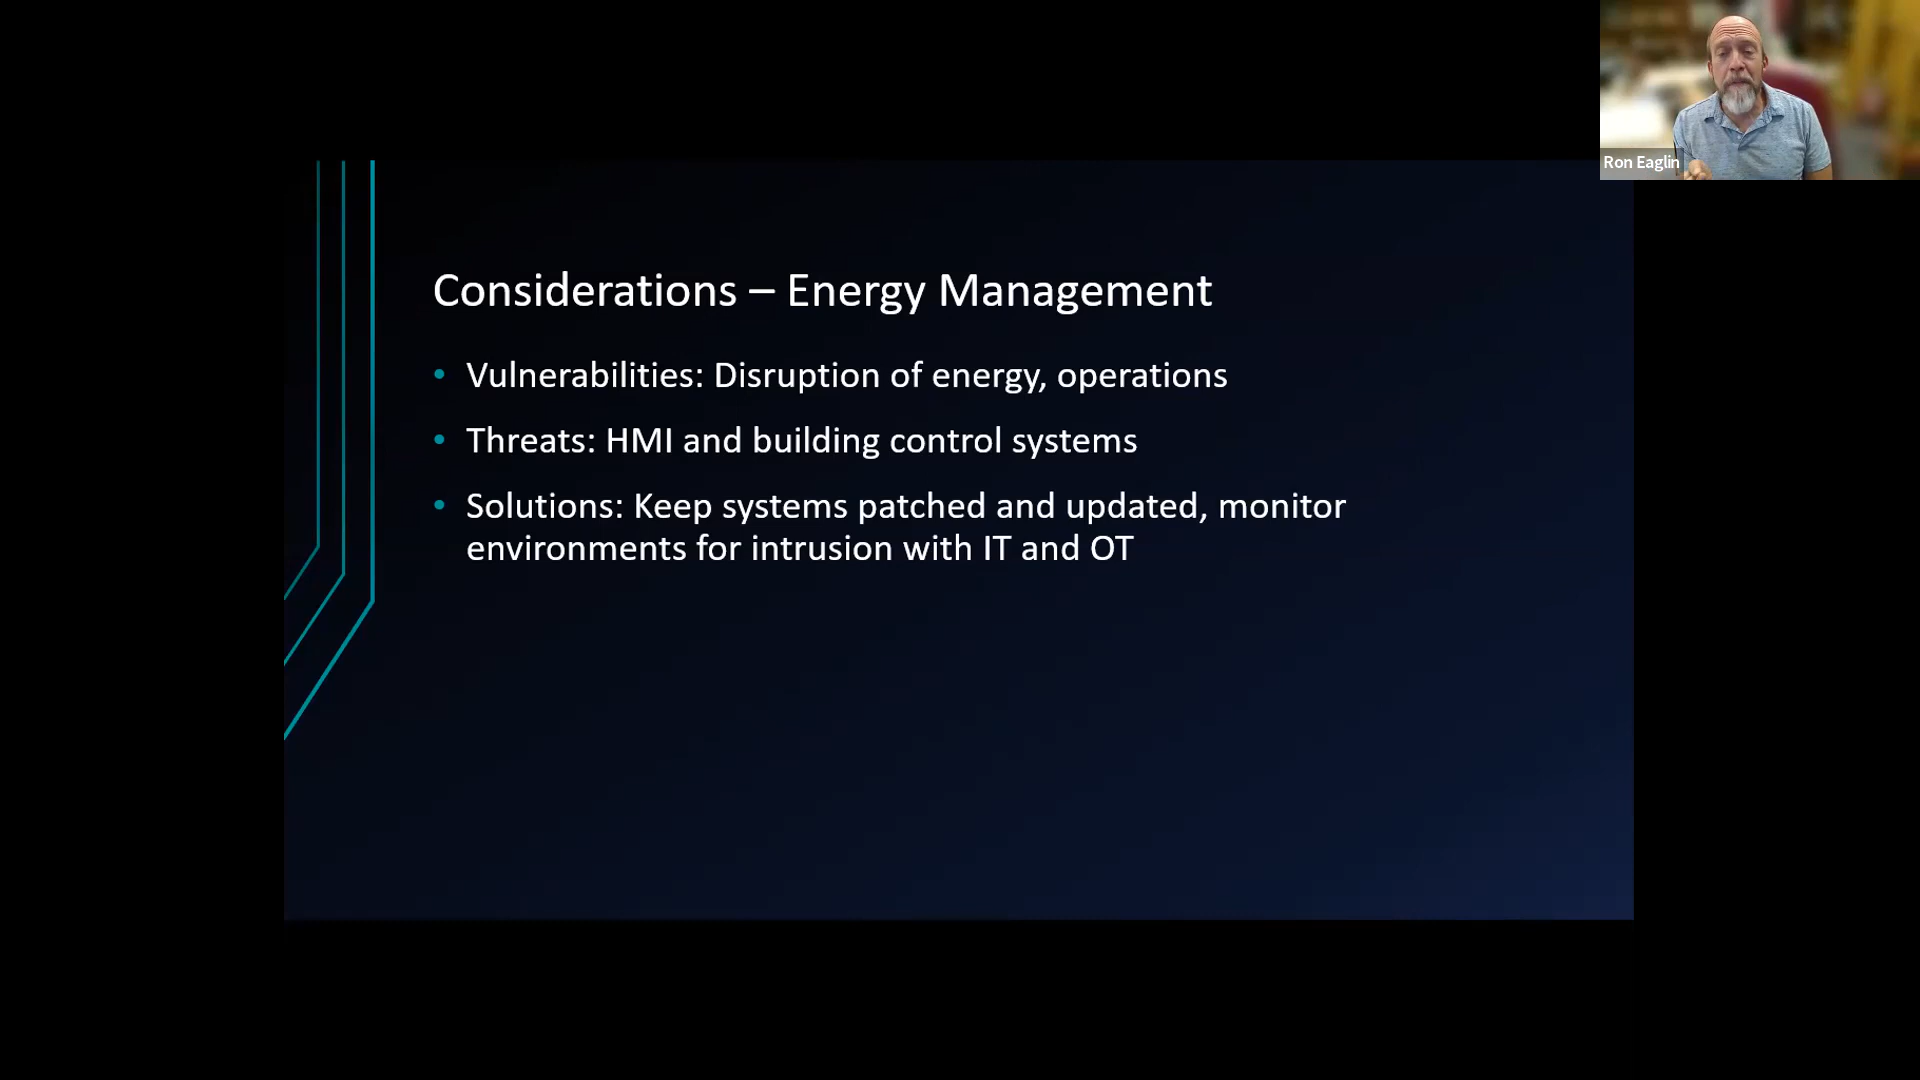 Ron Eaglin
Considerations – Energy Management
• Vulnerabilities: Disruption of energy, operations
• Threats: HMI and building control systems
• Solutions: Keep systems patched and updated, monitor
environments for intrusion with IT and OT